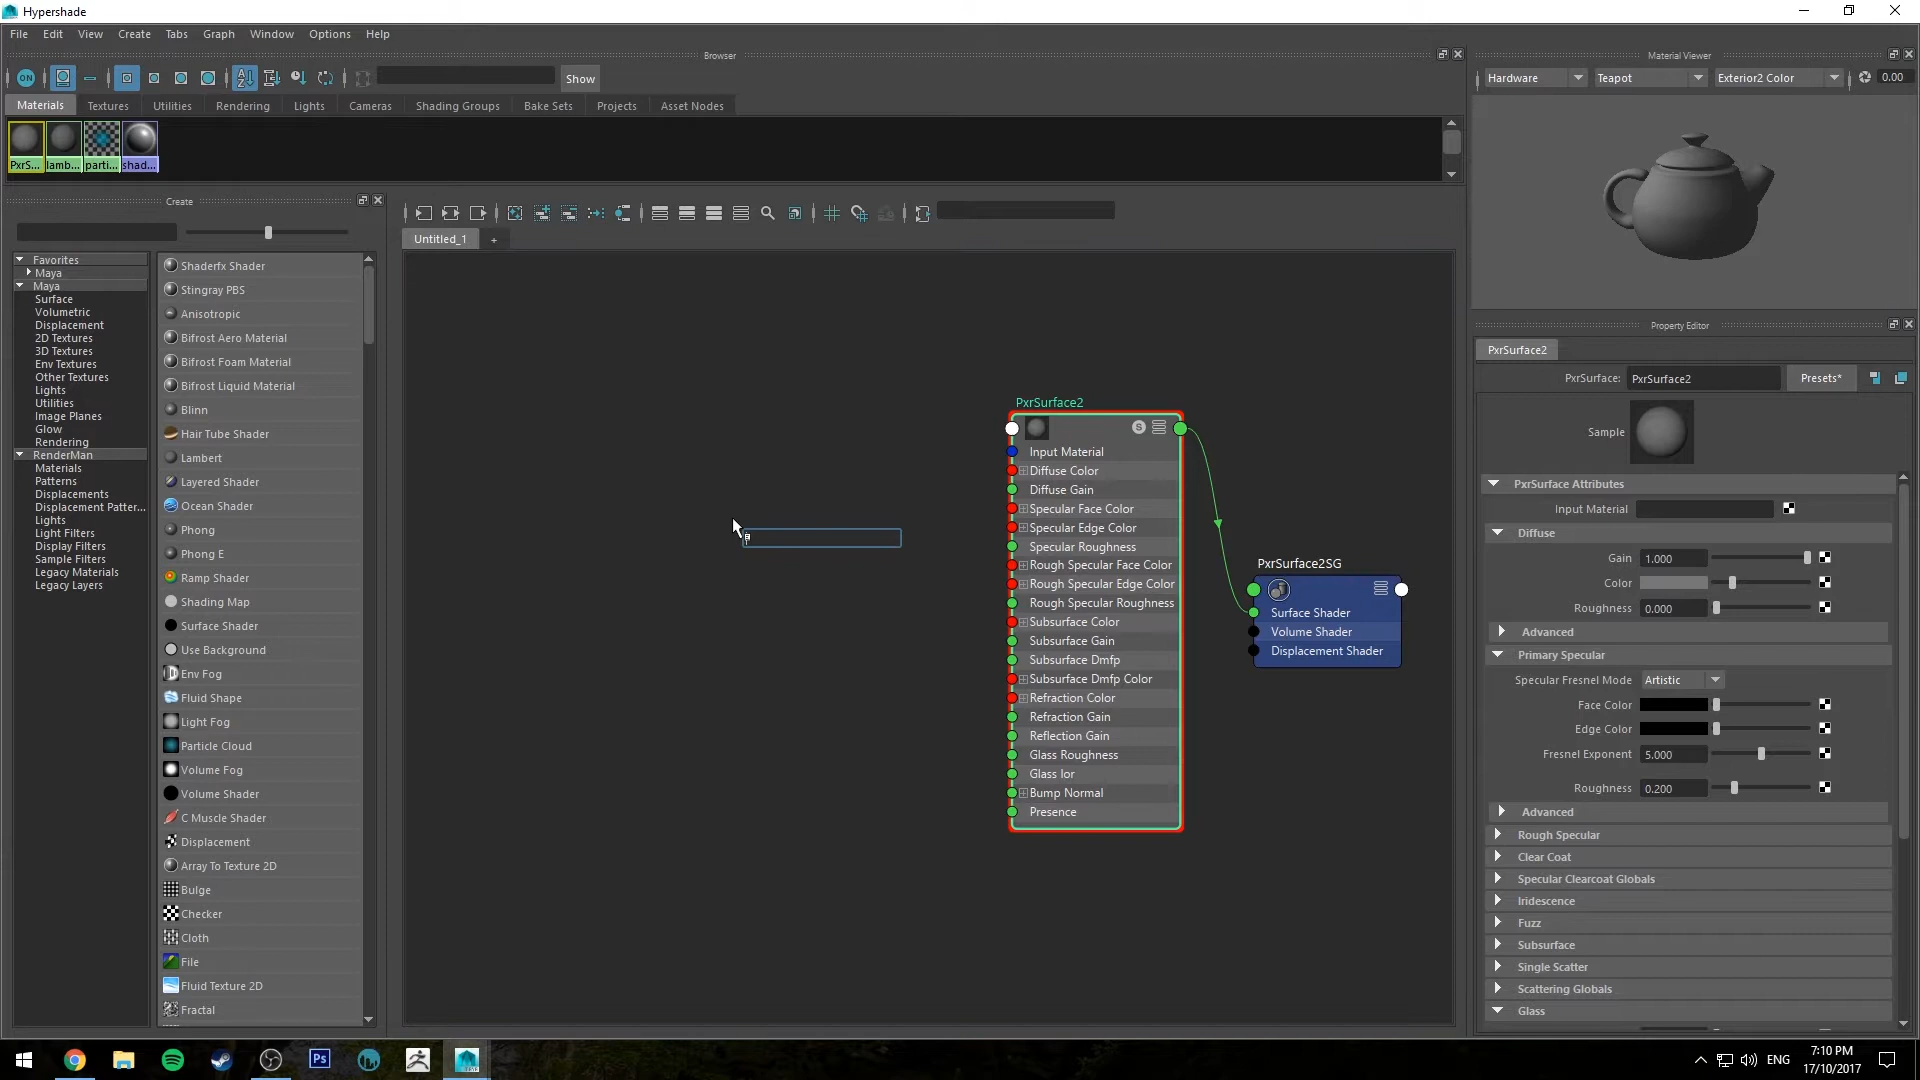 Hypershade
File Edit View Create Tabs Graph Window Options Help
Browser
Material Viewer
ON
Show
Hardware
Teapot
Exterior2 Color
0.00
Materials Textures Utilities Rendering Lights Cameras Shading Groups Bake Sets Projects Asset Nodes
PxrS... lamb... parti... shad...
Create
Untitled_1
+
Favorites
Maya
Maya
Surface
Volumetric
Displacement
2D Textures
3D Textures
Env Textures
Other Textures
Lights
Utilities
Image Planes
Glow
Rendering
RenderMan
Materials
Patterns
Displacements
Displacement Patter...
Lights
Light Filters
Display Filters
Sample Filters
Legacy Materials
Legacy Layers
Shaderfx Shader
Stingray PBS
Anisotropic
Bifrost Aero Material
Bifrost Foam Material
Bifrost Liquid Material
Blinn
Hair Tube Shader
Lambert
Layered Shader
Ocean Shader
Phong
Phong E
Ramp Shader
Shading Map
Surface Shader
Use Background
Env Fog
Fluid Shape
Light Fog
Particle Cloud
Volume Fog
Volume Shader
C Muscle Shader
Displacement
Array To Texture 2D
Bulge
Checker
Cloth
File
Fluid Texture 2D
Fractal
PxrSurface2
S
Input Material
Diffuse Color
Diffuse Gain
Specular Face Color
Specular Edge Color
Specular Roughness
Rough Specular Face Color
Rough Specular Edge Color
Rough Specular Roughness
Subsurface Color
Subsurface Gain
Subsurface Dmfp
Subsurface Dmfp Color
Refraction Color
Refraction Gain
Reflection Gain
Glass Roughness
Glass Ior
Bump Normal
Presence
PxrSurface2SG
Surface Shader
Volume Shader
Displacement Shader
Property Editor
PxrSurface2
PxrSurface: PxrSurface2 Presets*
Sample
PxrSurface Attributes
Input Material
Diffuse
Gain 1.000
Color
Roughness 0.000
Advanced
Primary Specular
Specular Fresnel Mode Artistic
Face Color
Edge Color
Fresnel Exponent 5.000
Roughness 0.200
Advanced
Rough Specular
Clear Coat
Specular Clearcoat Globals
Iridescence
Fuzz
Subsurface
Single Scatter
Scattering Globals
Glass
Ps
ENG
7:10 PM
17/10/2017